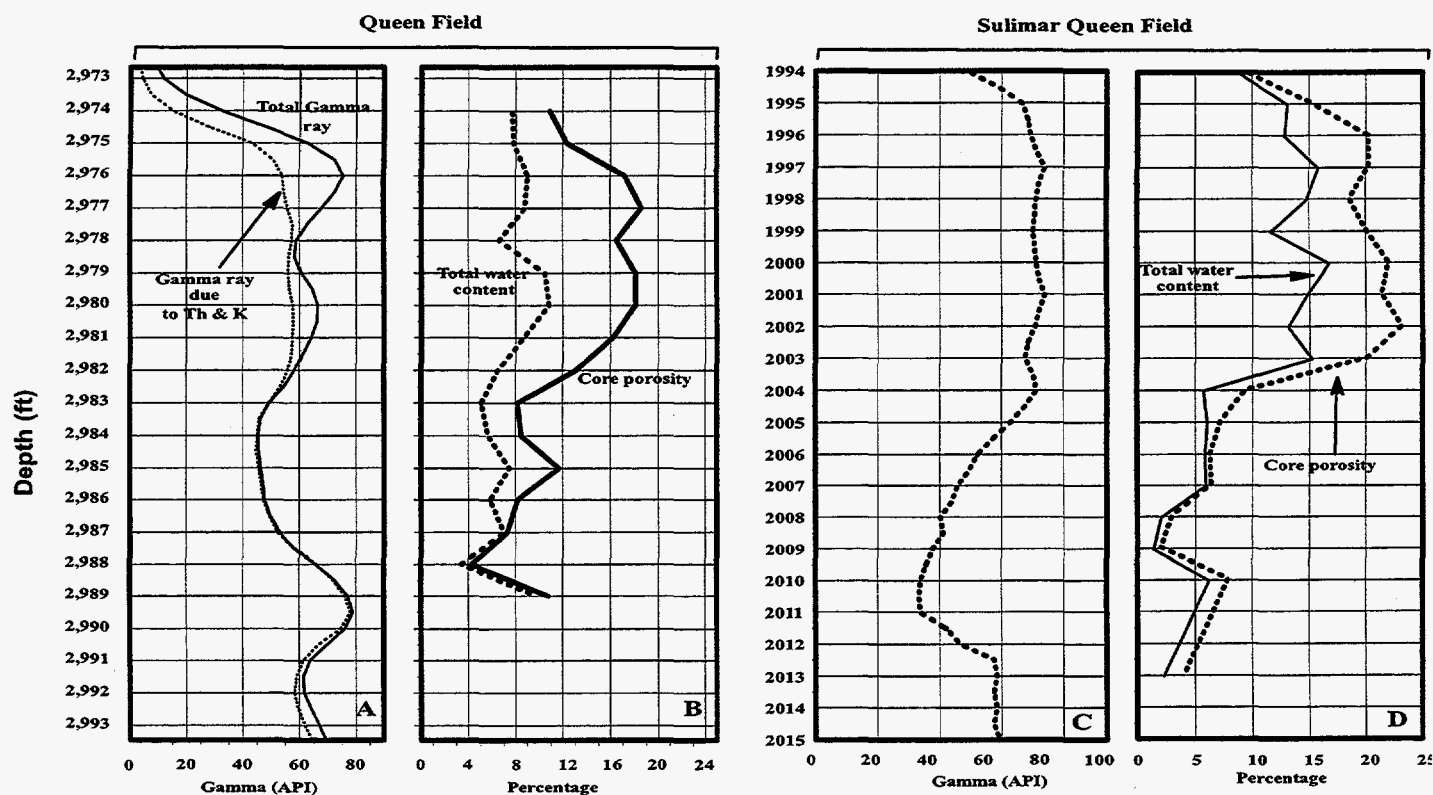 Queen Field
Sulimar Queen Field
Depth (ft)
2,973
2,974
2,975
2,976
2,977
2,978
2,979
2,980
2,981
2,982
2,983
2,984
2,985
2,986
2,987
2,988
2,989
2,990
2,991
2,992
2,993
Total Gamma
ray
Gamma ray
due
to Th & K
A
0 20 40 60 80
Gamma (API)
Total water
content
Core porosity
B
0 4 8 12 16 20 24
Percentage
1994
1995
1996
1997
1998
1999
2000
2001
2002
2003
2004
2005
2006
2007
2008
2009
2010
2011
2012
2013
2014
2015
C
0 20 40 60 80 100
Gamma (API)
Total water
content
Core porosity
D
0 5 10 15 20 25
Percentage